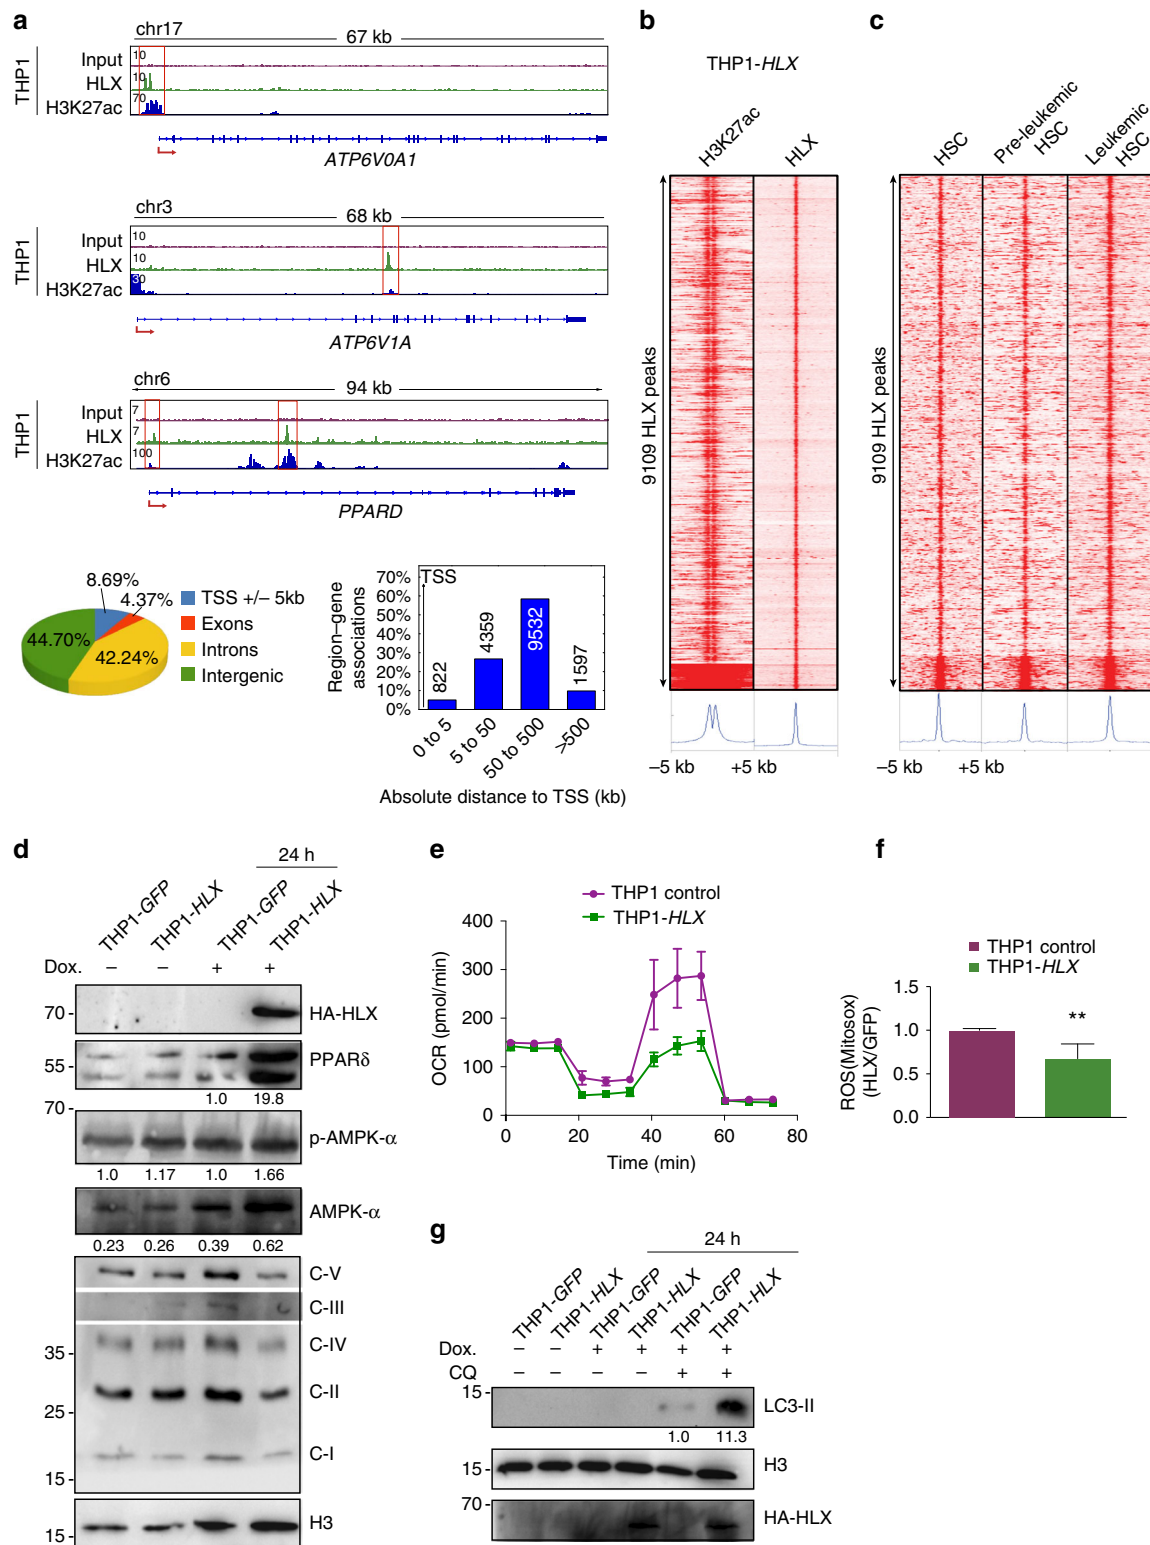 a
chr17
67 kb
THP1
Input
10
HLX
10
H3K27ac
70
ATP6V0A1
chr3
68 kb
THP1
Input
10
HLX
10
H3K27ac
30
ATP6V1A
chr6
94 kb
THP1
Input
7
HLX
7
H3K27ac
100
PPARD
8.69%
4.37%
44.70%
42.24%
TSS +/– 5kb
Exons
Introns
Intergenic
Region–gene associations
70%
60%
50%
40%
30%
20%
10%
0%
TSS
822
4359
9532
1597
0 to 5
5 to 50
50 to 500
>500
Absolute distance to TSS (kb)
b
THP1-HLX
H3K27ac
HLX
9109 HLX peaks
–5 kb
+5 kb
c
HSC
Pre-leukemic HSC
Leukemic HSC
9109 HLX peaks
–5 kb
+5 kb
d
24 h
THP1-GFP
THP1-HLX
THP1-GFP
THP1-HLX
Dox. – – + +
70 - HA-HLX
55 - PPARδ
1.0 19.8
70 - p-AMPK-α
1.0 1.17 1.0 1.66
AMPK-α
0.23 0.26 0.39 0.62
C-V
C-III
35 - C-IV
C-II
25 -
C-I
15 -
H3
15 -
e
THP1 control
THP1-HLX
OCR (pmol/min)
400
300
200
100
0
0 20 40 60 80
Time (min)
f
THP1 control
THP1-HLX
ROS(Mitosox) (HLX/GFP)
1.5
1.0
0.5
0.0
**
g
24 h
THP1-GFP
THP1-HLX
THP1-GFP
THP1-HLX
THP1-GFP
THP1-HLX
Dox. – – + + + +
CQ – – – – + +
15 - LC3-II
1.0 11.3
15 - H3
70 -
HA-HLX